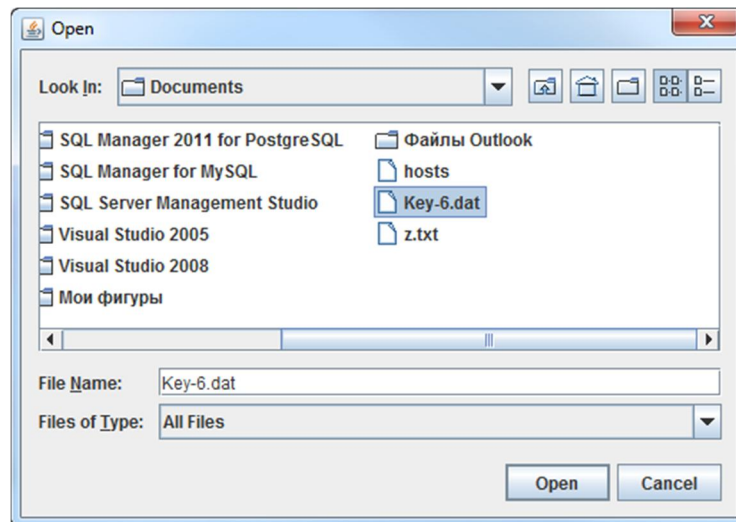 Open
Look In: Documents
SQL Manager 2011 for PostgreSQL
SQL Manager for MySQL
SQL Server Management Studio
Visual Studio 2005
Visual Studio 2008
Мои фигуры
Файлы Outlook
hosts
Key-6.dat
z.txt
File Name: Key-6.dat
Files of Type: All Files
Open Cancel